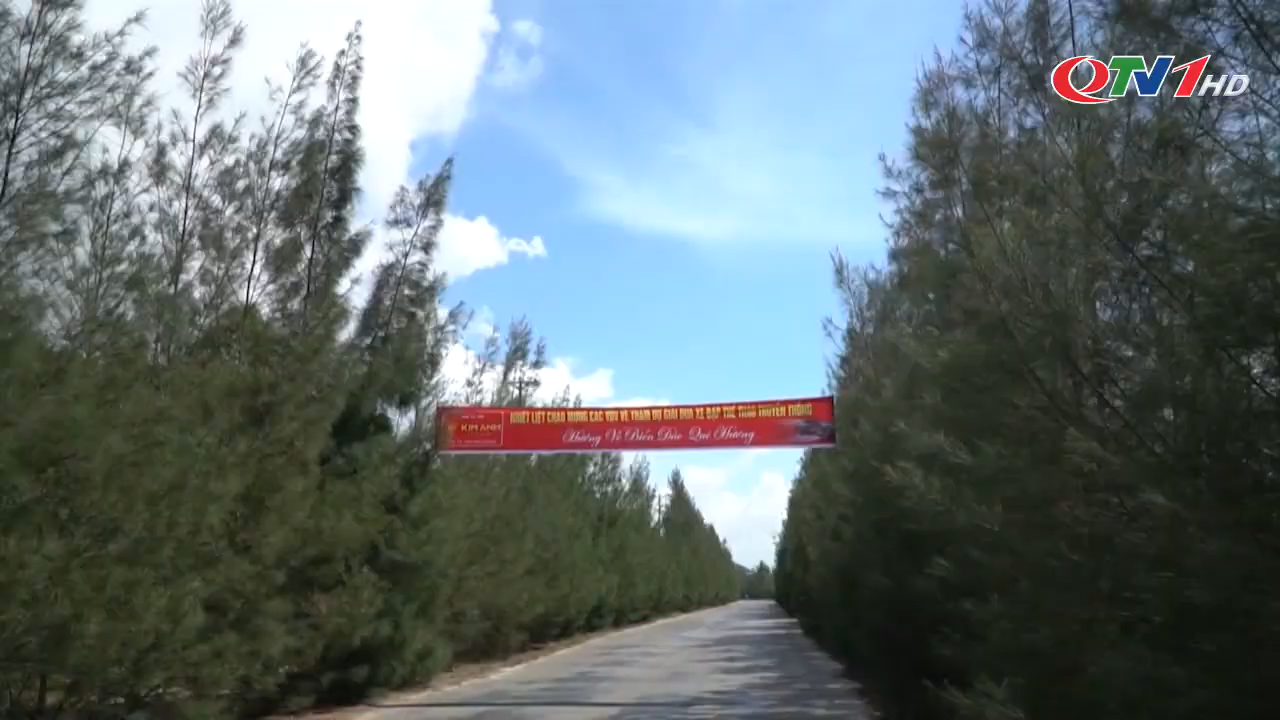 QTV1HD
NHIỆT LIỆT CHÀO MỪNG CÁC VĐV VỀ THAM DỰ GIẢI ĐUA XE ĐẠP THỂ THAO TRUYỀN THỐNG
KIM ANH
Hướng Về Biển Đảo Quê Hương